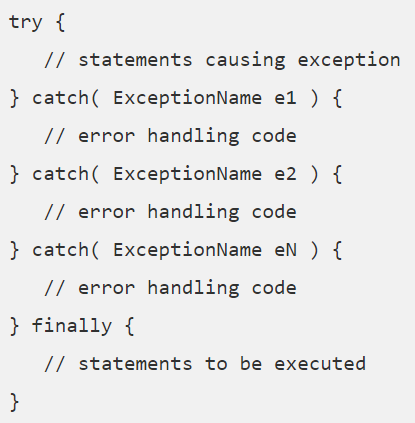 try {
   // statements causing exception
} catch( ExceptionName e1 ) {
   // error handling code
} catch( ExceptionName e2 ) {
   // error handling code
} catch( ExceptionName eN ) {
   // error handling code
} finally {
   // statements to be executed
}